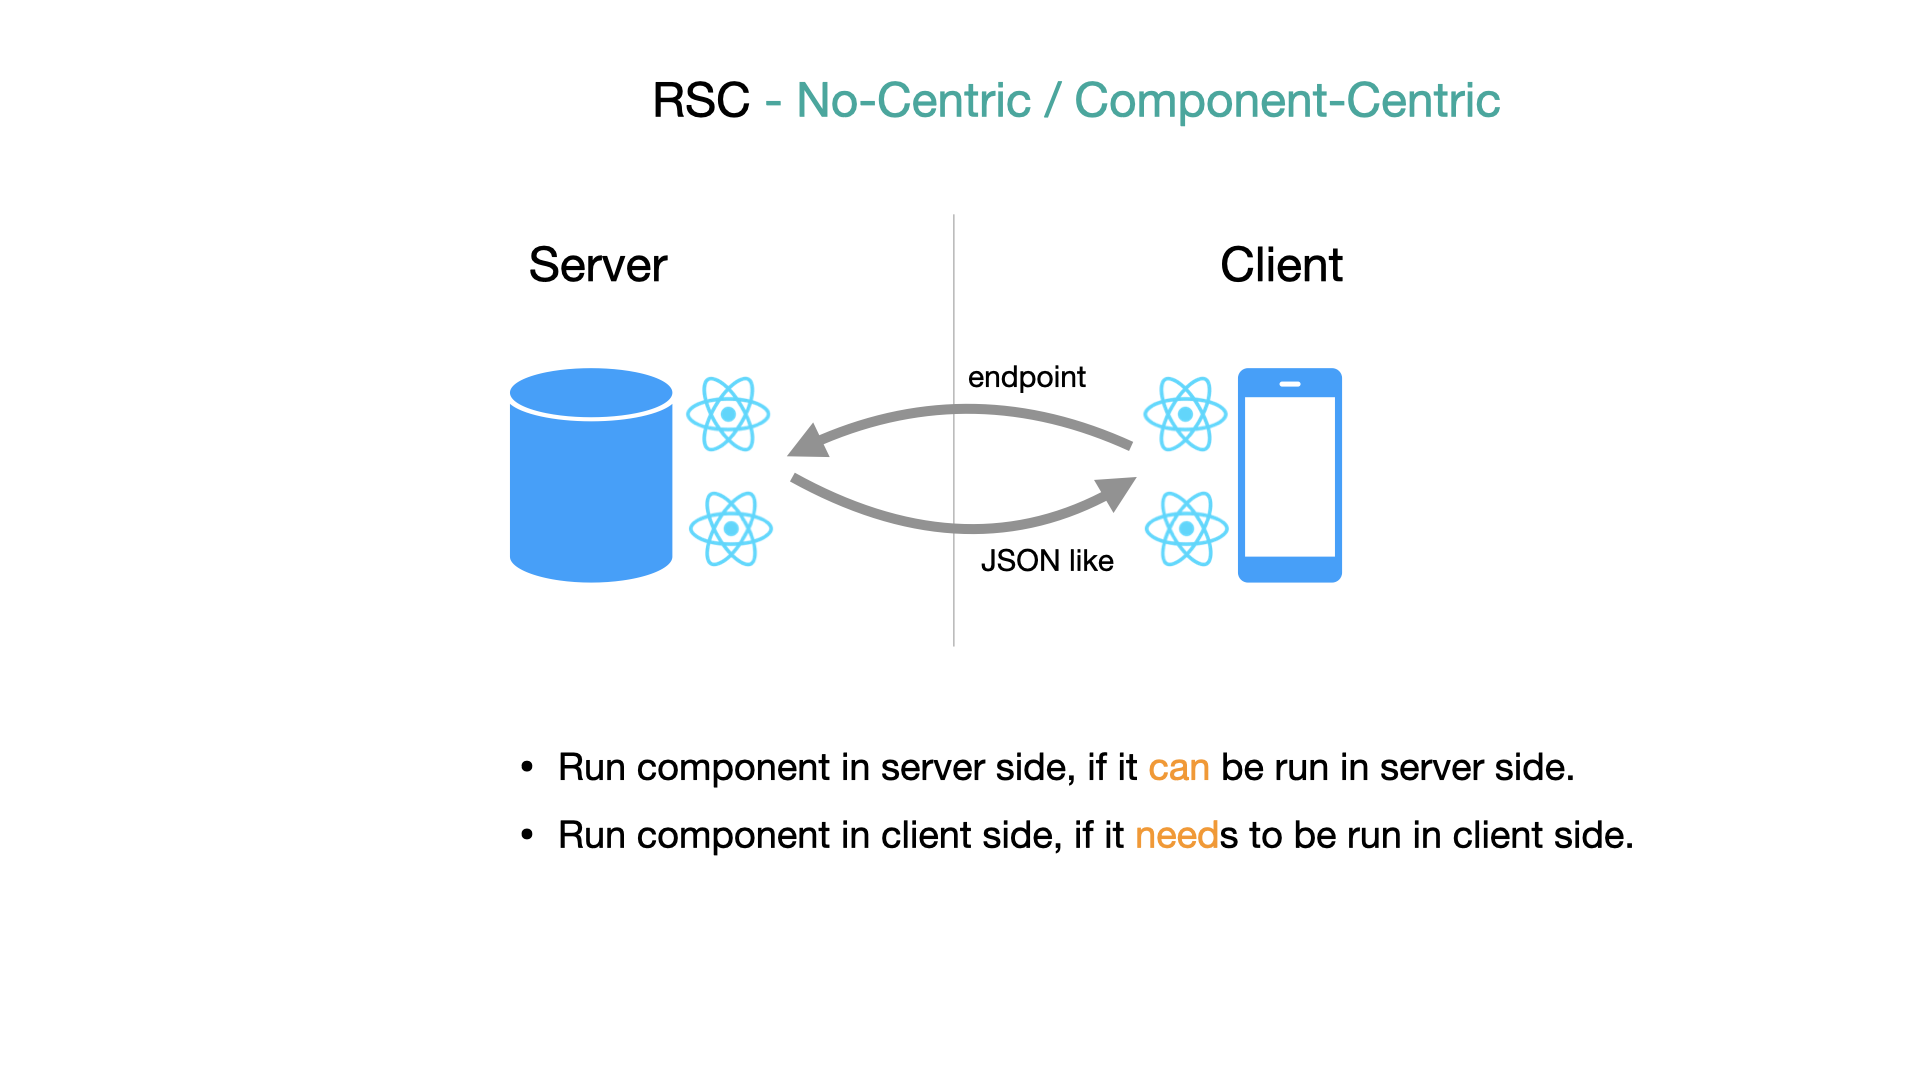 RSC - No-Centric / Component-Centric
Server
Client
endpoint
JSON like
• Run component in server side, if it can be run in server side.
• Run component in client side, if it needs to be run in client side.